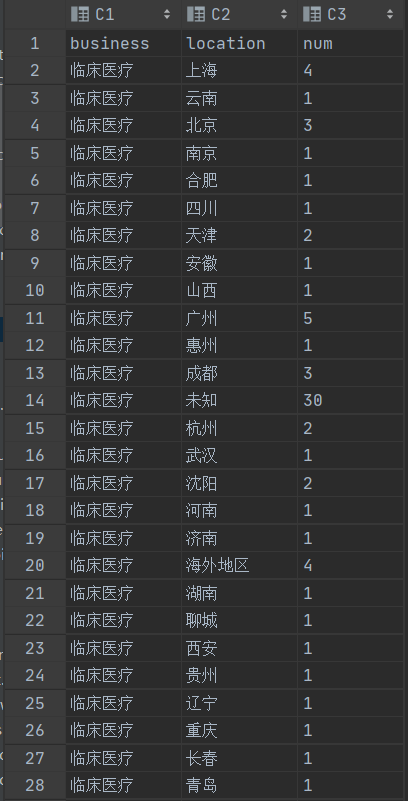 C1 C2 C3
1 business location num
2 临床医疗 上海 4
3 临床医疗 云南 1
4 临床医疗 北京 3
5 临床医疗 南京 1
6 临床医疗 合肥 1
7 临床医疗 四川 1
8 临床医疗 天津 2
9 临床医疗 安徽 1
10 临床医疗 山西 1
11 临床医疗 广州 5
12 临床医疗 惠州 1
13 临床医疗 成都 3
14 临床医疗 未知 30
15 临床医疗 杭州 2
16 临床医疗 武汉 1
17 临床医疗 沈阳 2
18 临床医疗 河南 1
19 临床医疗 济南 1
20 临床医疗 海外地区 4
21 临床医疗 湖南 1
22 临床医疗 聊城 1
23 临床医疗 西安 1
24 临床医疗 贵州 1
25 临床医疗 辽宁 1
26 临床医疗 重庆 1
27 临床医疗 长春 1
28 临床医疗 青岛 1